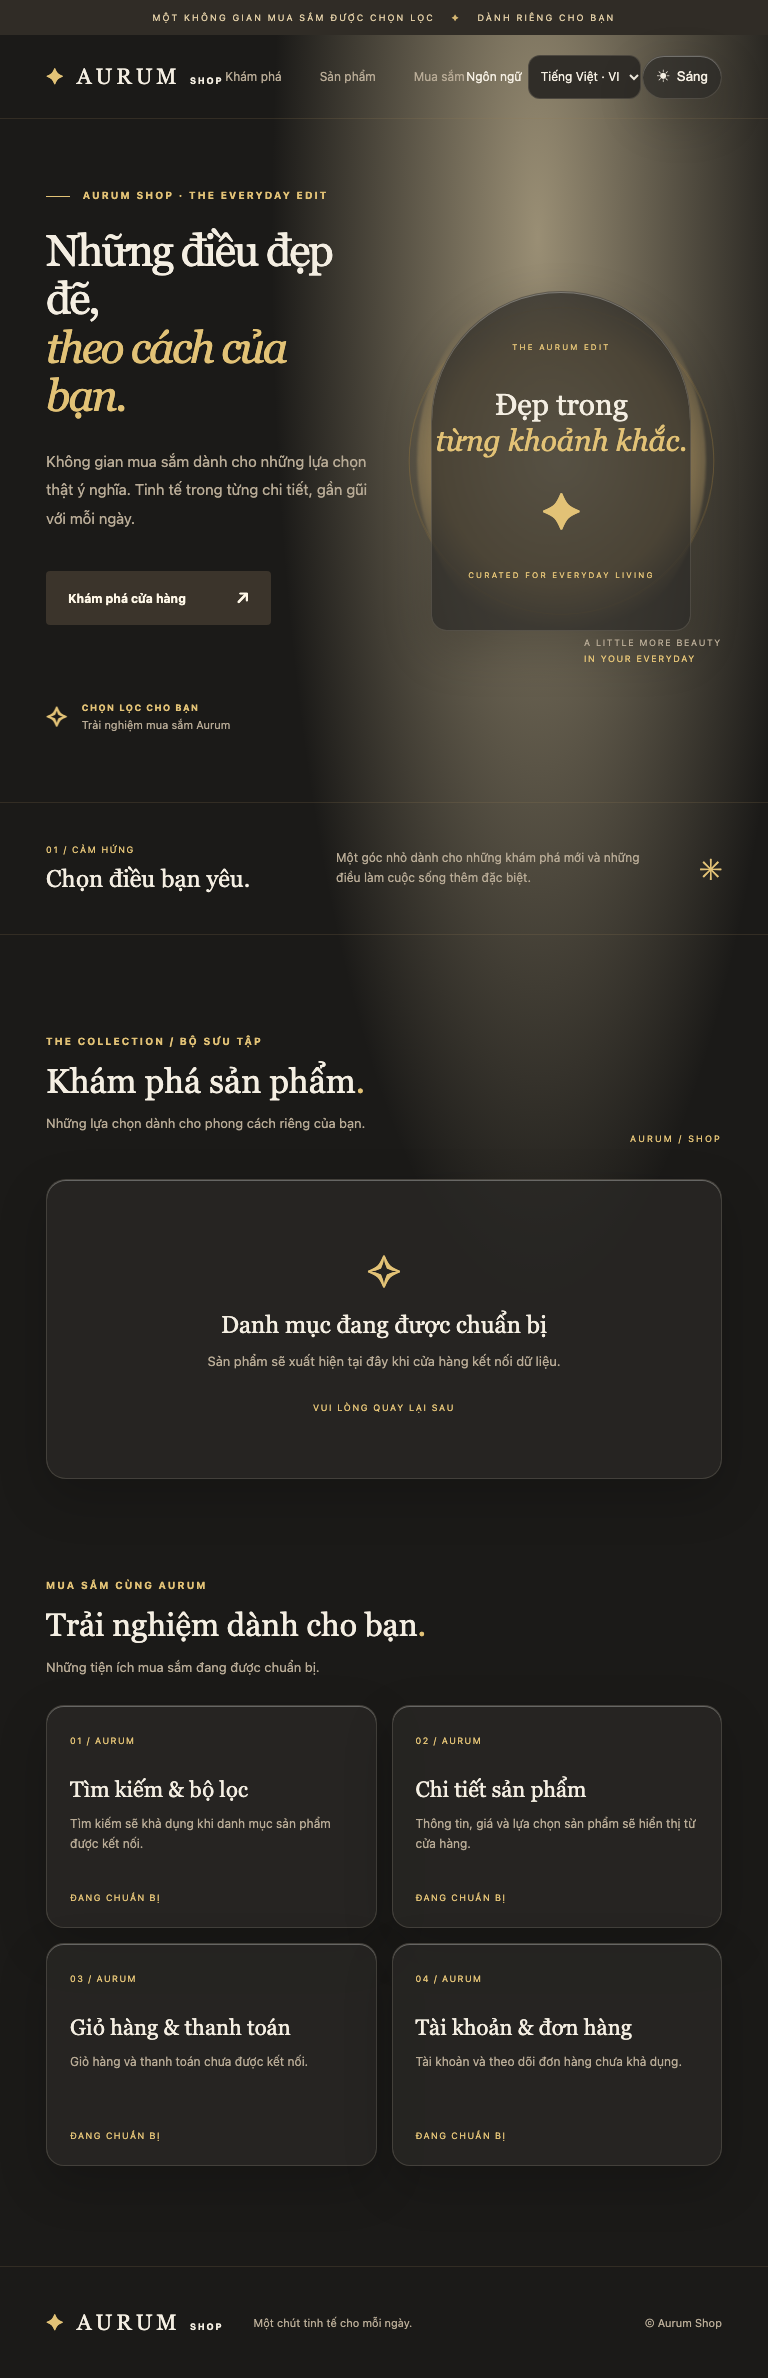 MỘT KHÔNG GIAN MUA SẮM ĐƯỢC CHỌN LỌC ✦ DÀNH RIÊNG CHO BẠN
AURUM SHOP Khám phá Sản phẩm Mua sắm Ngôn ngữ Tiếng Việt · VI Sáng
AURUM SHOP · THE EVERYDAY EDIT
Những điều đẹp
đẽ,
theo cách của
bạn.
Không gian mua sắm dành cho những lựa chọn
thật ý nghĩa. Tinh tế trong từng chi tiết, gần gũi
với mỗi ngày.
Khám phá cửa hàng
CHỌN LỌC CHO BẠN
Trải nghiệm mua sắm Aurum
THE AURUM EDIT
Đẹp trong
từng khoảnh khắc.
CURATED FOR EVERYDAY LIVING
A LITTLE MORE BEAUTY
IN YOUR EVERYDAY
01 / CẢM HỨNG
Chọn điều bạn yêu.
Một góc nhỏ dành cho những khám phá mới và những
điều làm cuộc sống thêm đặc biệt.
THE COLLECTION / BỘ SƯU TẬP
Khám phá sản phẩm.
Những lựa chọn dành cho phong cách riêng của bạn.
AURUM / SHOP
Danh mục đang được chuẩn bị
Sản phẩm sẽ xuất hiện tại đây khi cửa hàng kết nối dữ liệu.
VUI LÒNG QUAY LẠI SAU
MUA SẮM CÙNG AURUM
Trải nghiệm dành cho bạn.
Những tiện ích mua sắm đang được chuẩn bị.
01 / AURUM
Tìm kiếm & bộ lọc
Tìm kiếm sẽ khả dụng khi danh mục sản phẩm
được kết nối.
ĐANG CHUẨN BỊ
02 / AURUM
Chi tiết sản phẩm
Thông tin, giá và lựa chọn sản phẩm sẽ hiển thị từ
cửa hàng.
ĐANG CHUẨN BỊ
03 / AURUM
Giỏ hàng & thanh toán
Giỏ hàng và thanh toán chưa được kết nối.
ĐANG CHUẨN BỊ
04 / AURUM
Tài khoản & đơn hàng
Tài khoản và theo dõi đơn hàng chưa khả dụng.
ĐANG CHUẨN BỊ
AURUM SHOP Một chút tinh tế cho mỗi ngày. © Aurum Shop